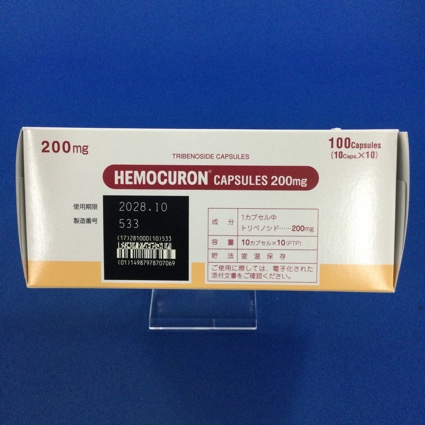 200mg
100Capsules
(10Caps.×10)
TRIBENOSIDE CAPSULES
HEMOCURON® CAPSULES 200mg
使用期限 2028.10
製造番号 533
(17)281000(10)533
(01)14987978707069
成分 1カプセル中
トリベノシド……200mg
容量 10カプセル×10(PTP)
貯法 室温保存
ご使用に際しては、電子化された
添付文書をご確認ください。